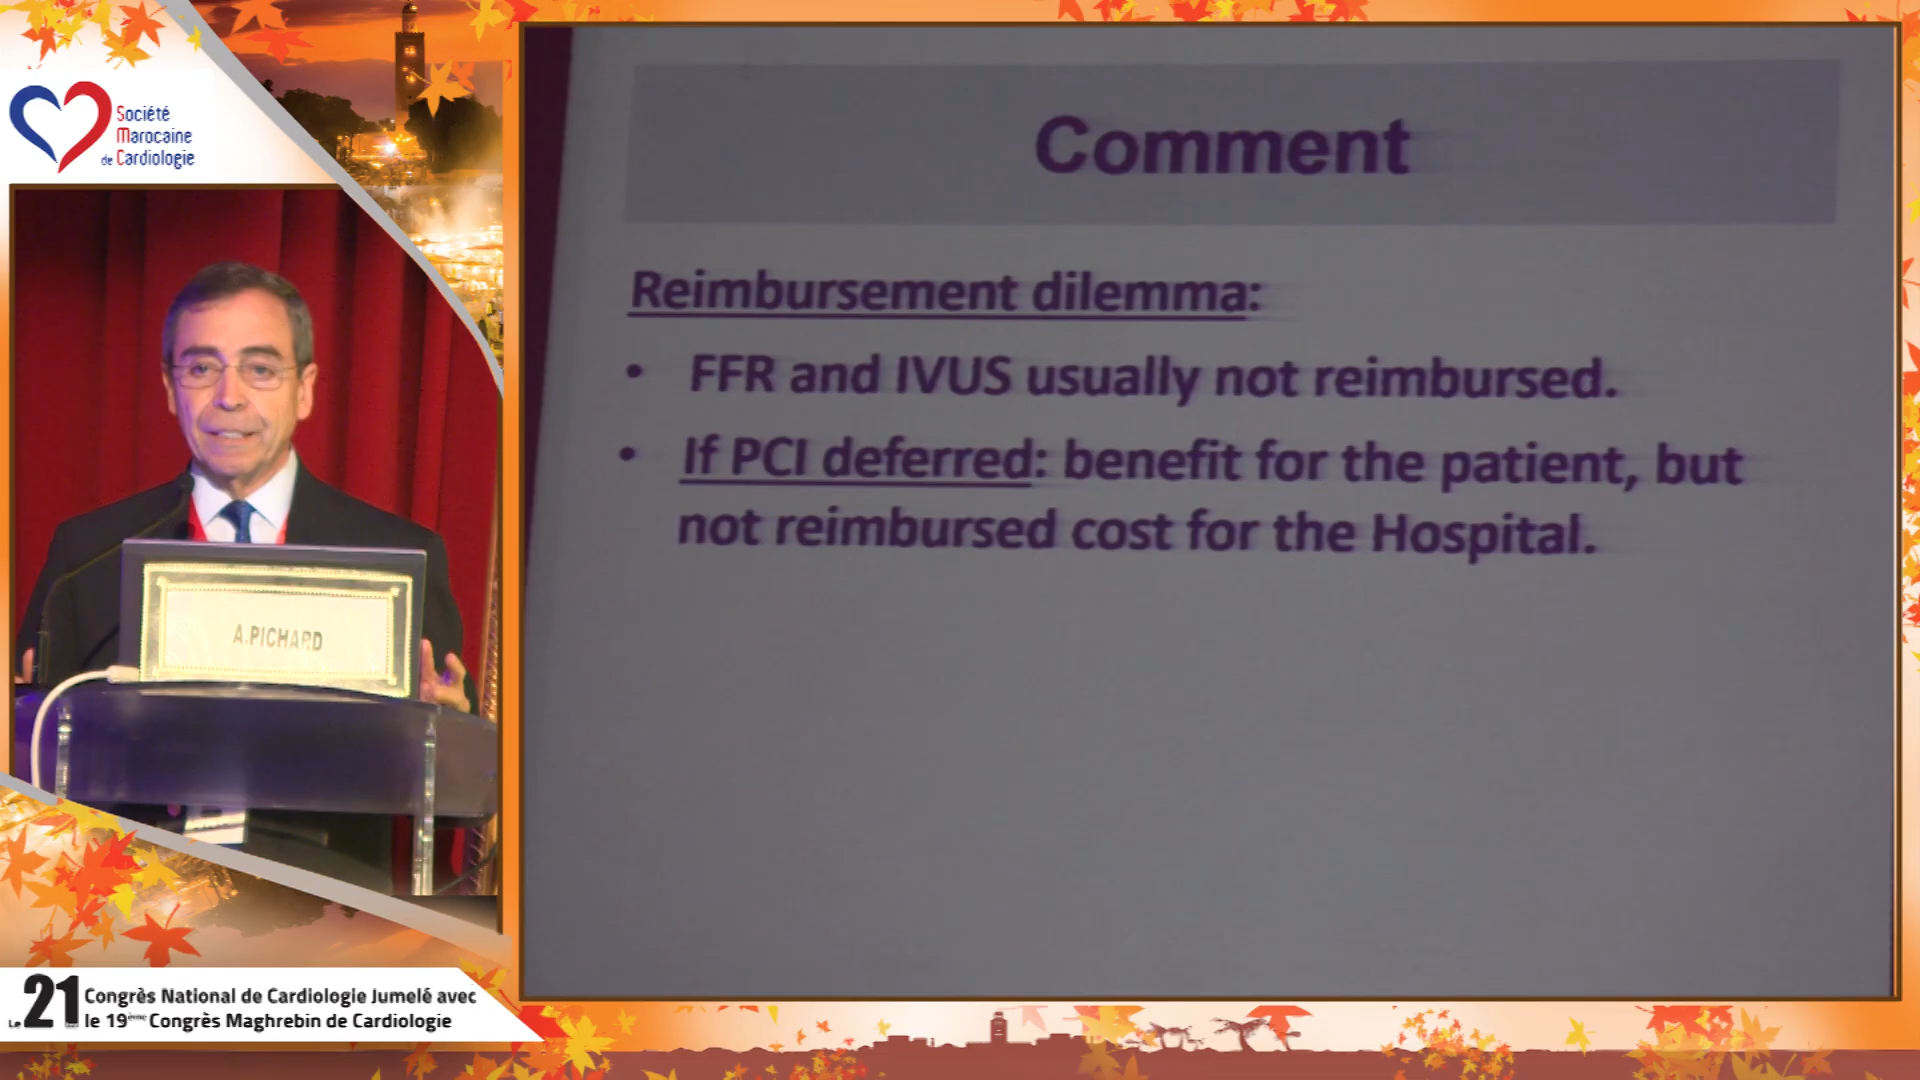 Société
Marocaine
de Cardiologie
A.PICHARD
Le 21 Congrès National de Cardiologie Jumelé avec
le 19ème Congrès Maghrebin de Cardiologie
Comment
Reimbursement dilemma:
• FFR and IVUS usually not reimbursed.
• If PCI deferred: benefit for the patient, but
not reimbursed cost for the Hospital.